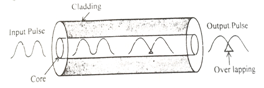 Cladding
Input Pulse
Output Pulse
Core
Over lapping